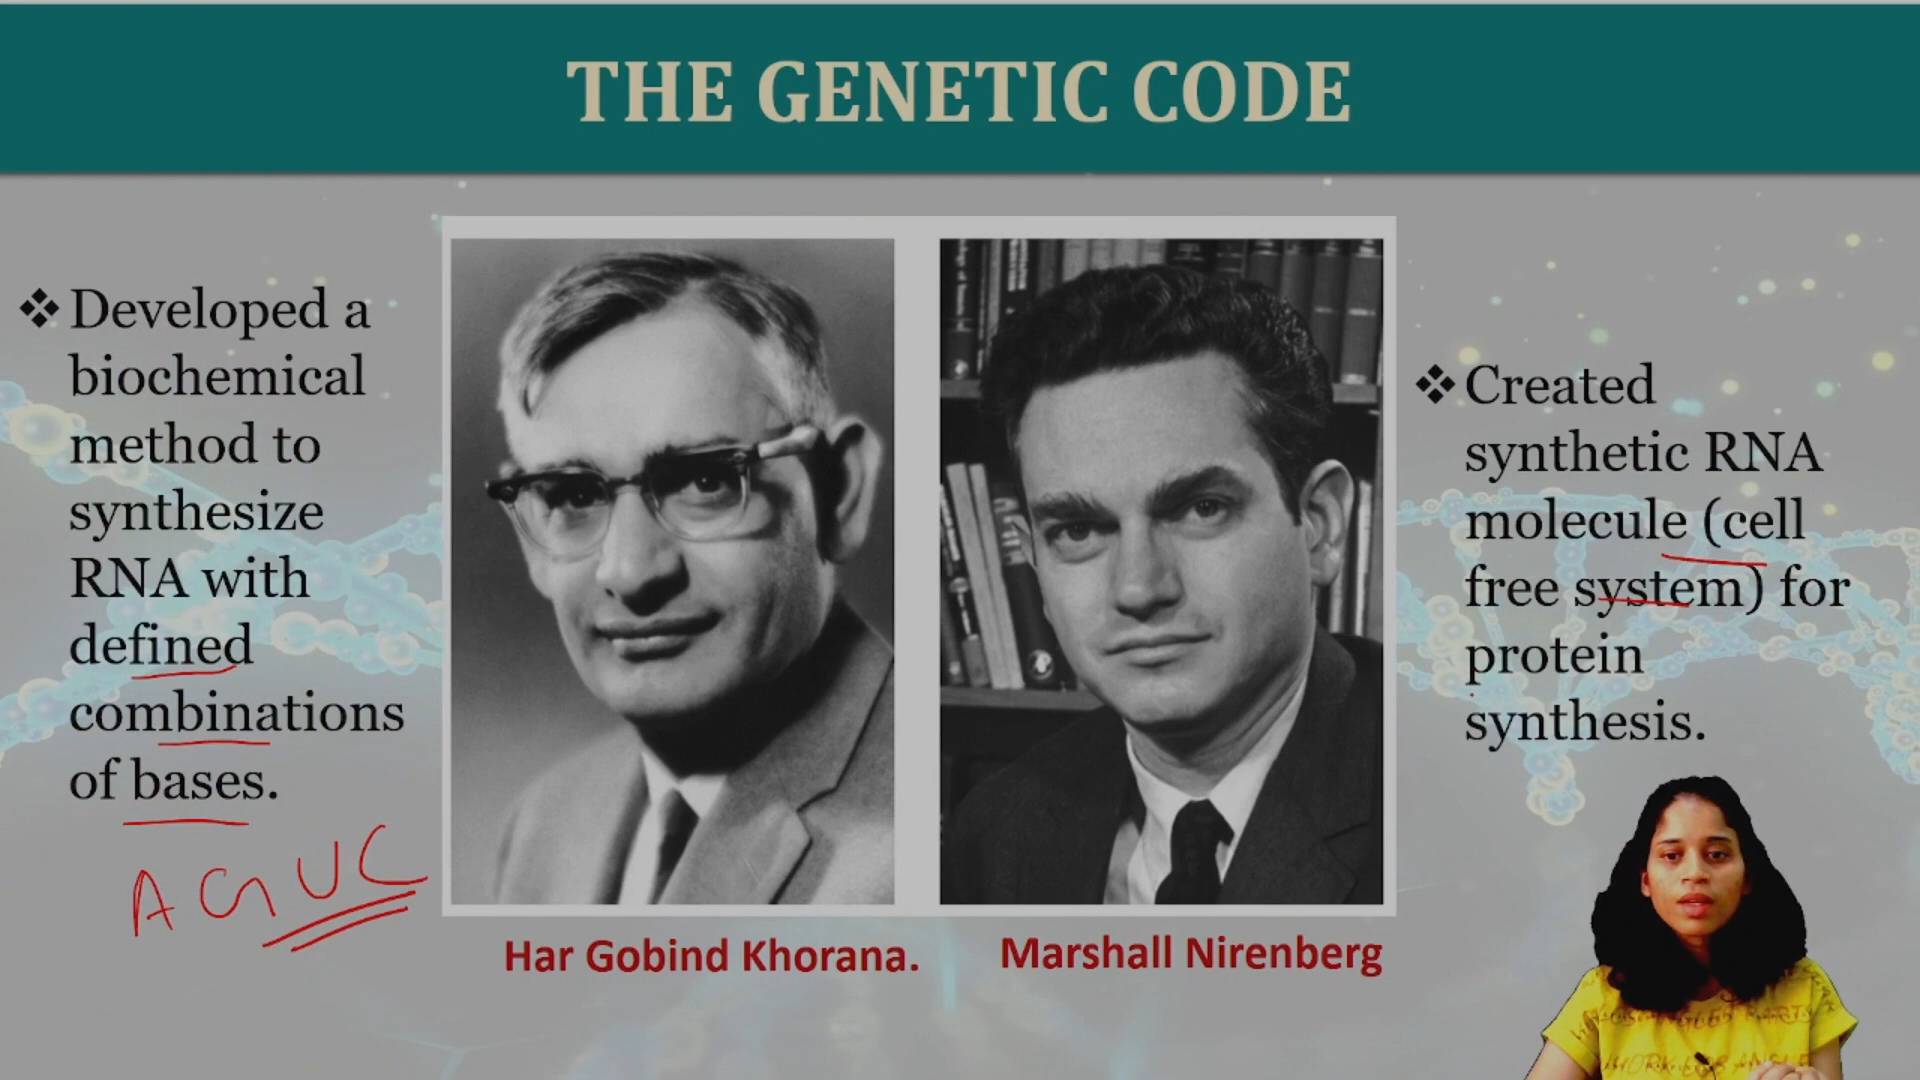 THE GENETIC CODE
❖ Developed a
biochemical
method to
synthesize
RNA with
defined
combinations
of bases.
A G U C
Har Gobind Khorana.
Marshall Nirenberg
❖ Created
synthetic RNA
molecule (cell
free system) for
protein
synthesis.